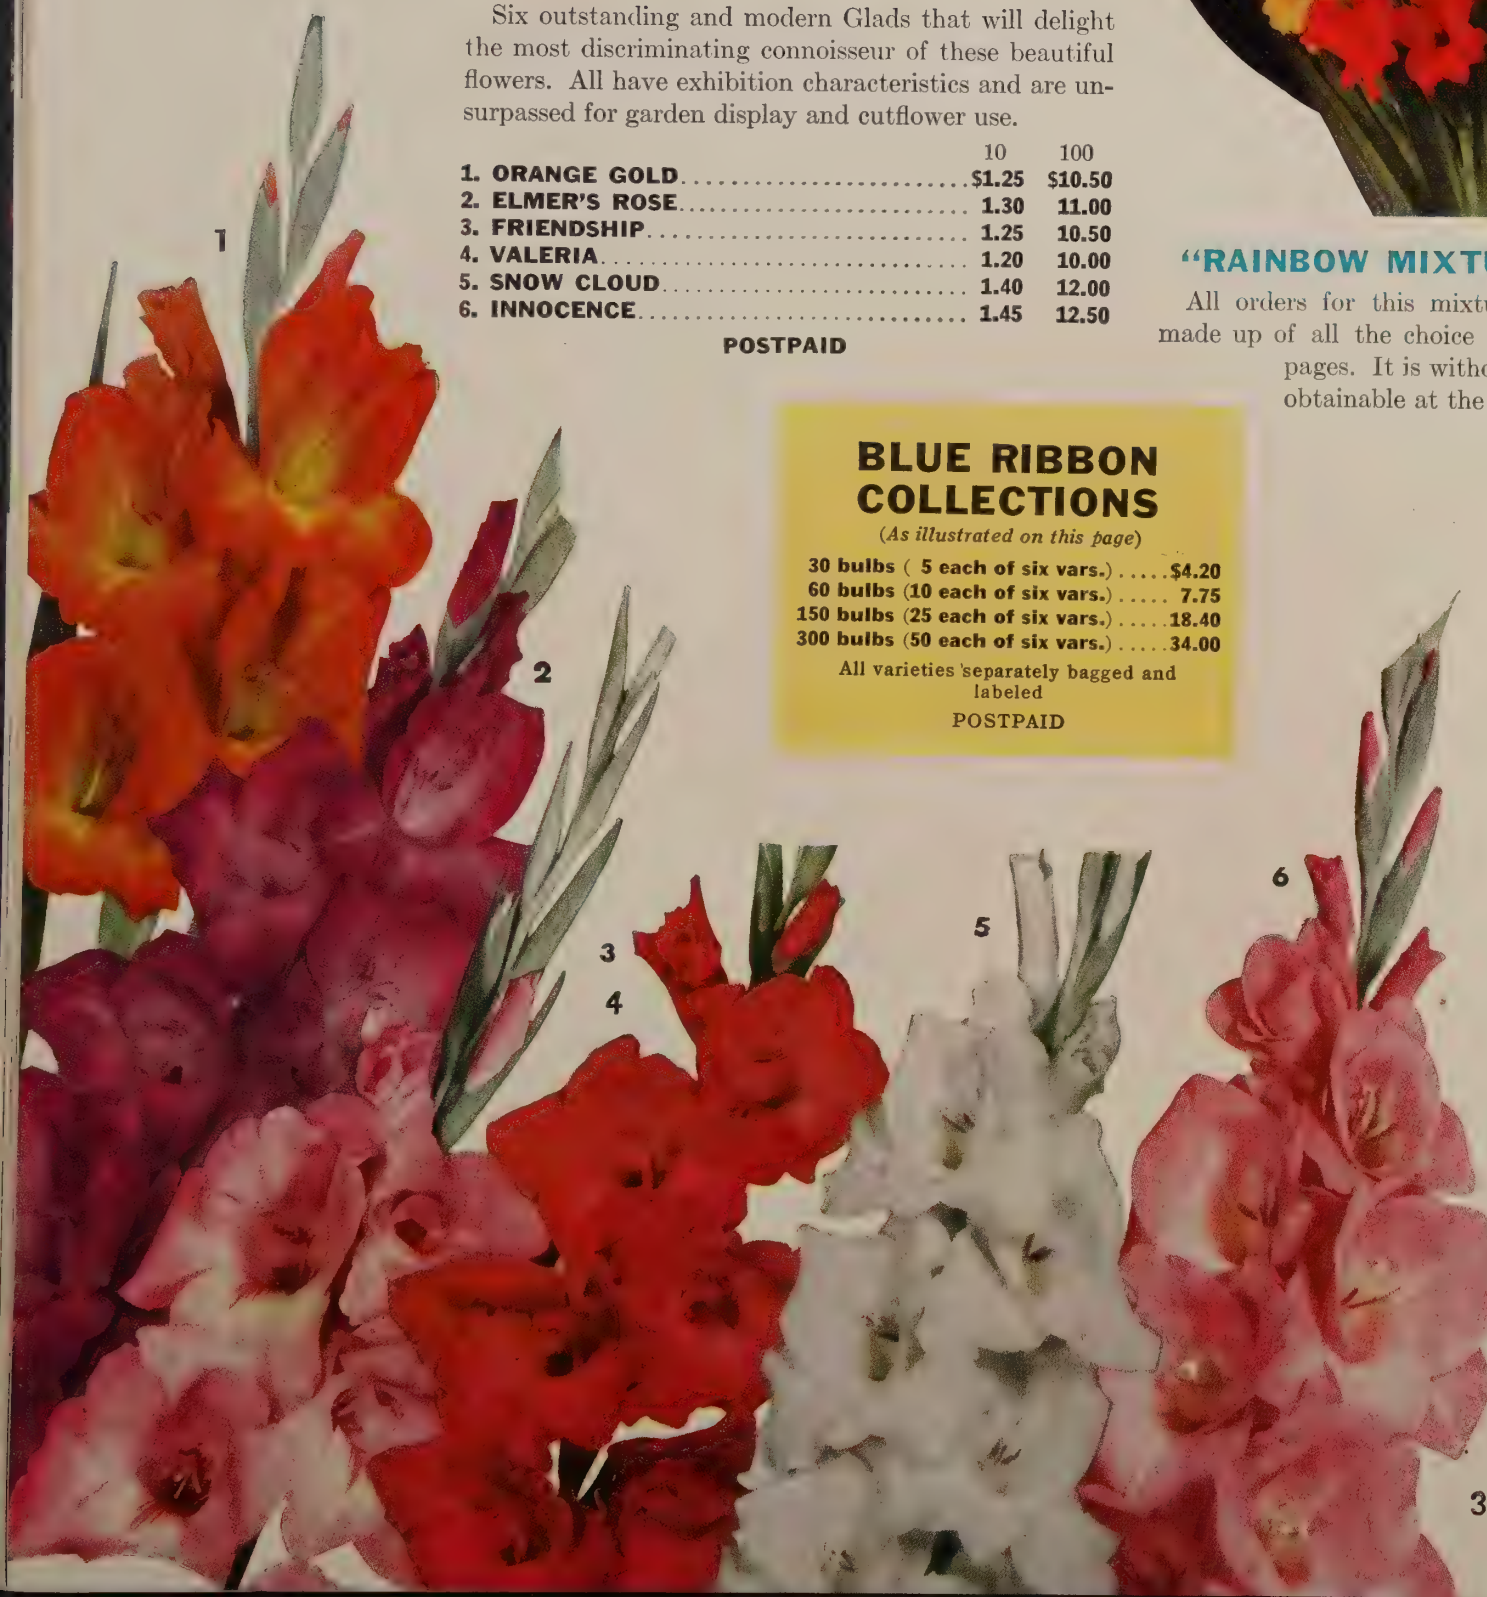 Six outstanding and modern Glads that will delight
the most discriminating connoisseur of these beautiful
flowers. All have exhibition characteristics and are un-
surpassed for garden display and cutflower use.
10 100
1. ORANGE GOLD........................$1.25 $10.50
2. ELMER'S ROSE........................ 1.30 11.00
3. FRIENDSHIP.......................... 1.25 10.50
4. VALERIA.............................. 1.20 10.00
5. SNOW CLOUD......................... 1.40 12.00
6. INNOCENCE........................... 1.45 12.50
POSTPAID
"RAINBOW
All orders for this
made up of all the choice
pages. It is
obtainable at the
BLUE RIBBON
COLLECTIONS
(As illustrated on this page)
30 bulbs ( 5 each of six vars.).....$4.20
60 bulbs (10 each of six vars.)..... 7.75
150 bulbs (25 each of six vars.).....18.40
300 bulbs (50 each of six vars.).....34.00
All varieties separately bagged and
labeled
POSTPAID
1
2
3
4
5
6
3